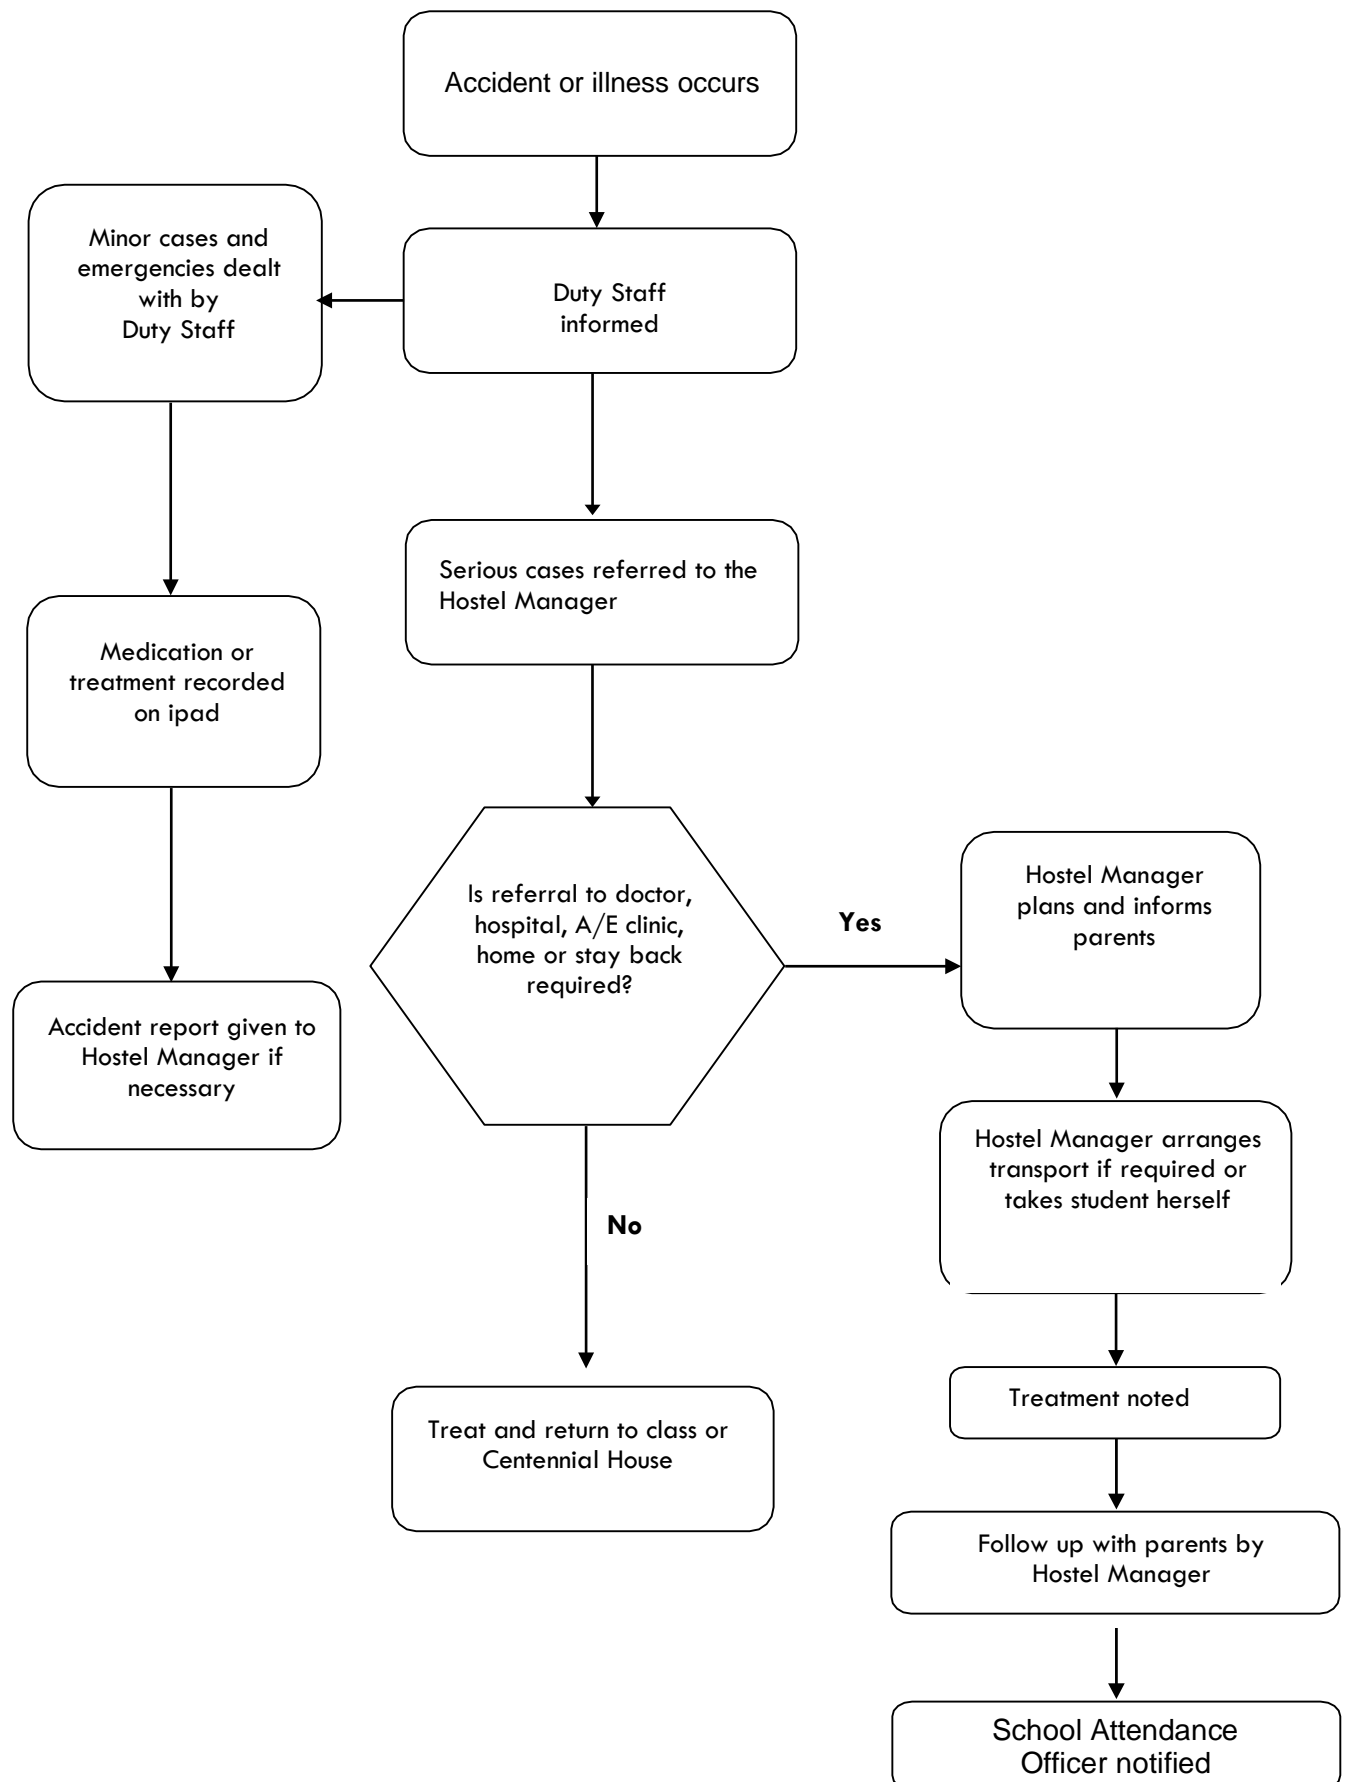 Accident or illness occurs
Minor cases and
emergencies dealt
with by
Duty Staff
Duty Staff
informed
Serious cases referred to the
Hostel Manager
Medication or
treatment recorded
on ipad
Is referral to doctor,
hospital, A/E clinic,
home or stay back
required?
Yes
Hostel Manager
plans and informs
parents
Accident report given to
Hostel Manager if
necessary
Hostel Manager arranges
transport if required or
takes student herself
No
Treatment noted
Treat and return to class or
Centennial House
Follow up with parents by
Hostel Manager
School Attendance
Officer notified